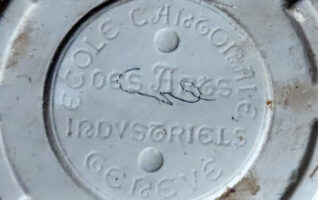 ECOLE CANTONALE
DES ARTS
INDVSTRIELS
GENEVE